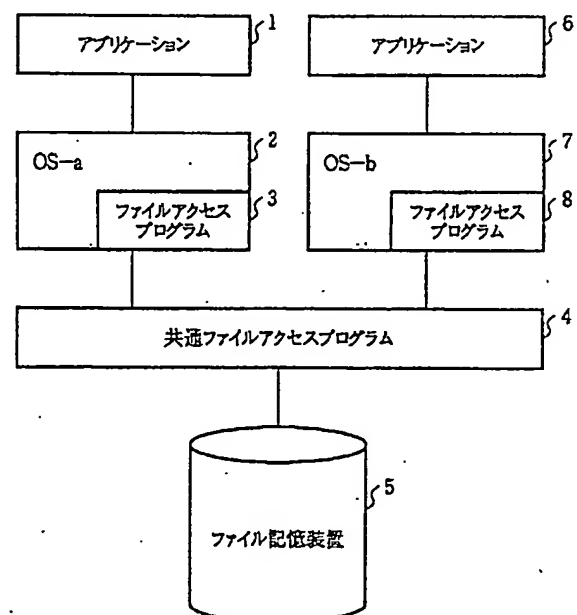 1
アプリケーション
6
アプリケーション
2
OS-a
3
ファイルアクセス
プログラム
7
OS-b
8
ファイルアクセス
プログラム
4
共通ファイルアクセスプログラム
5
ファイル記憶装置